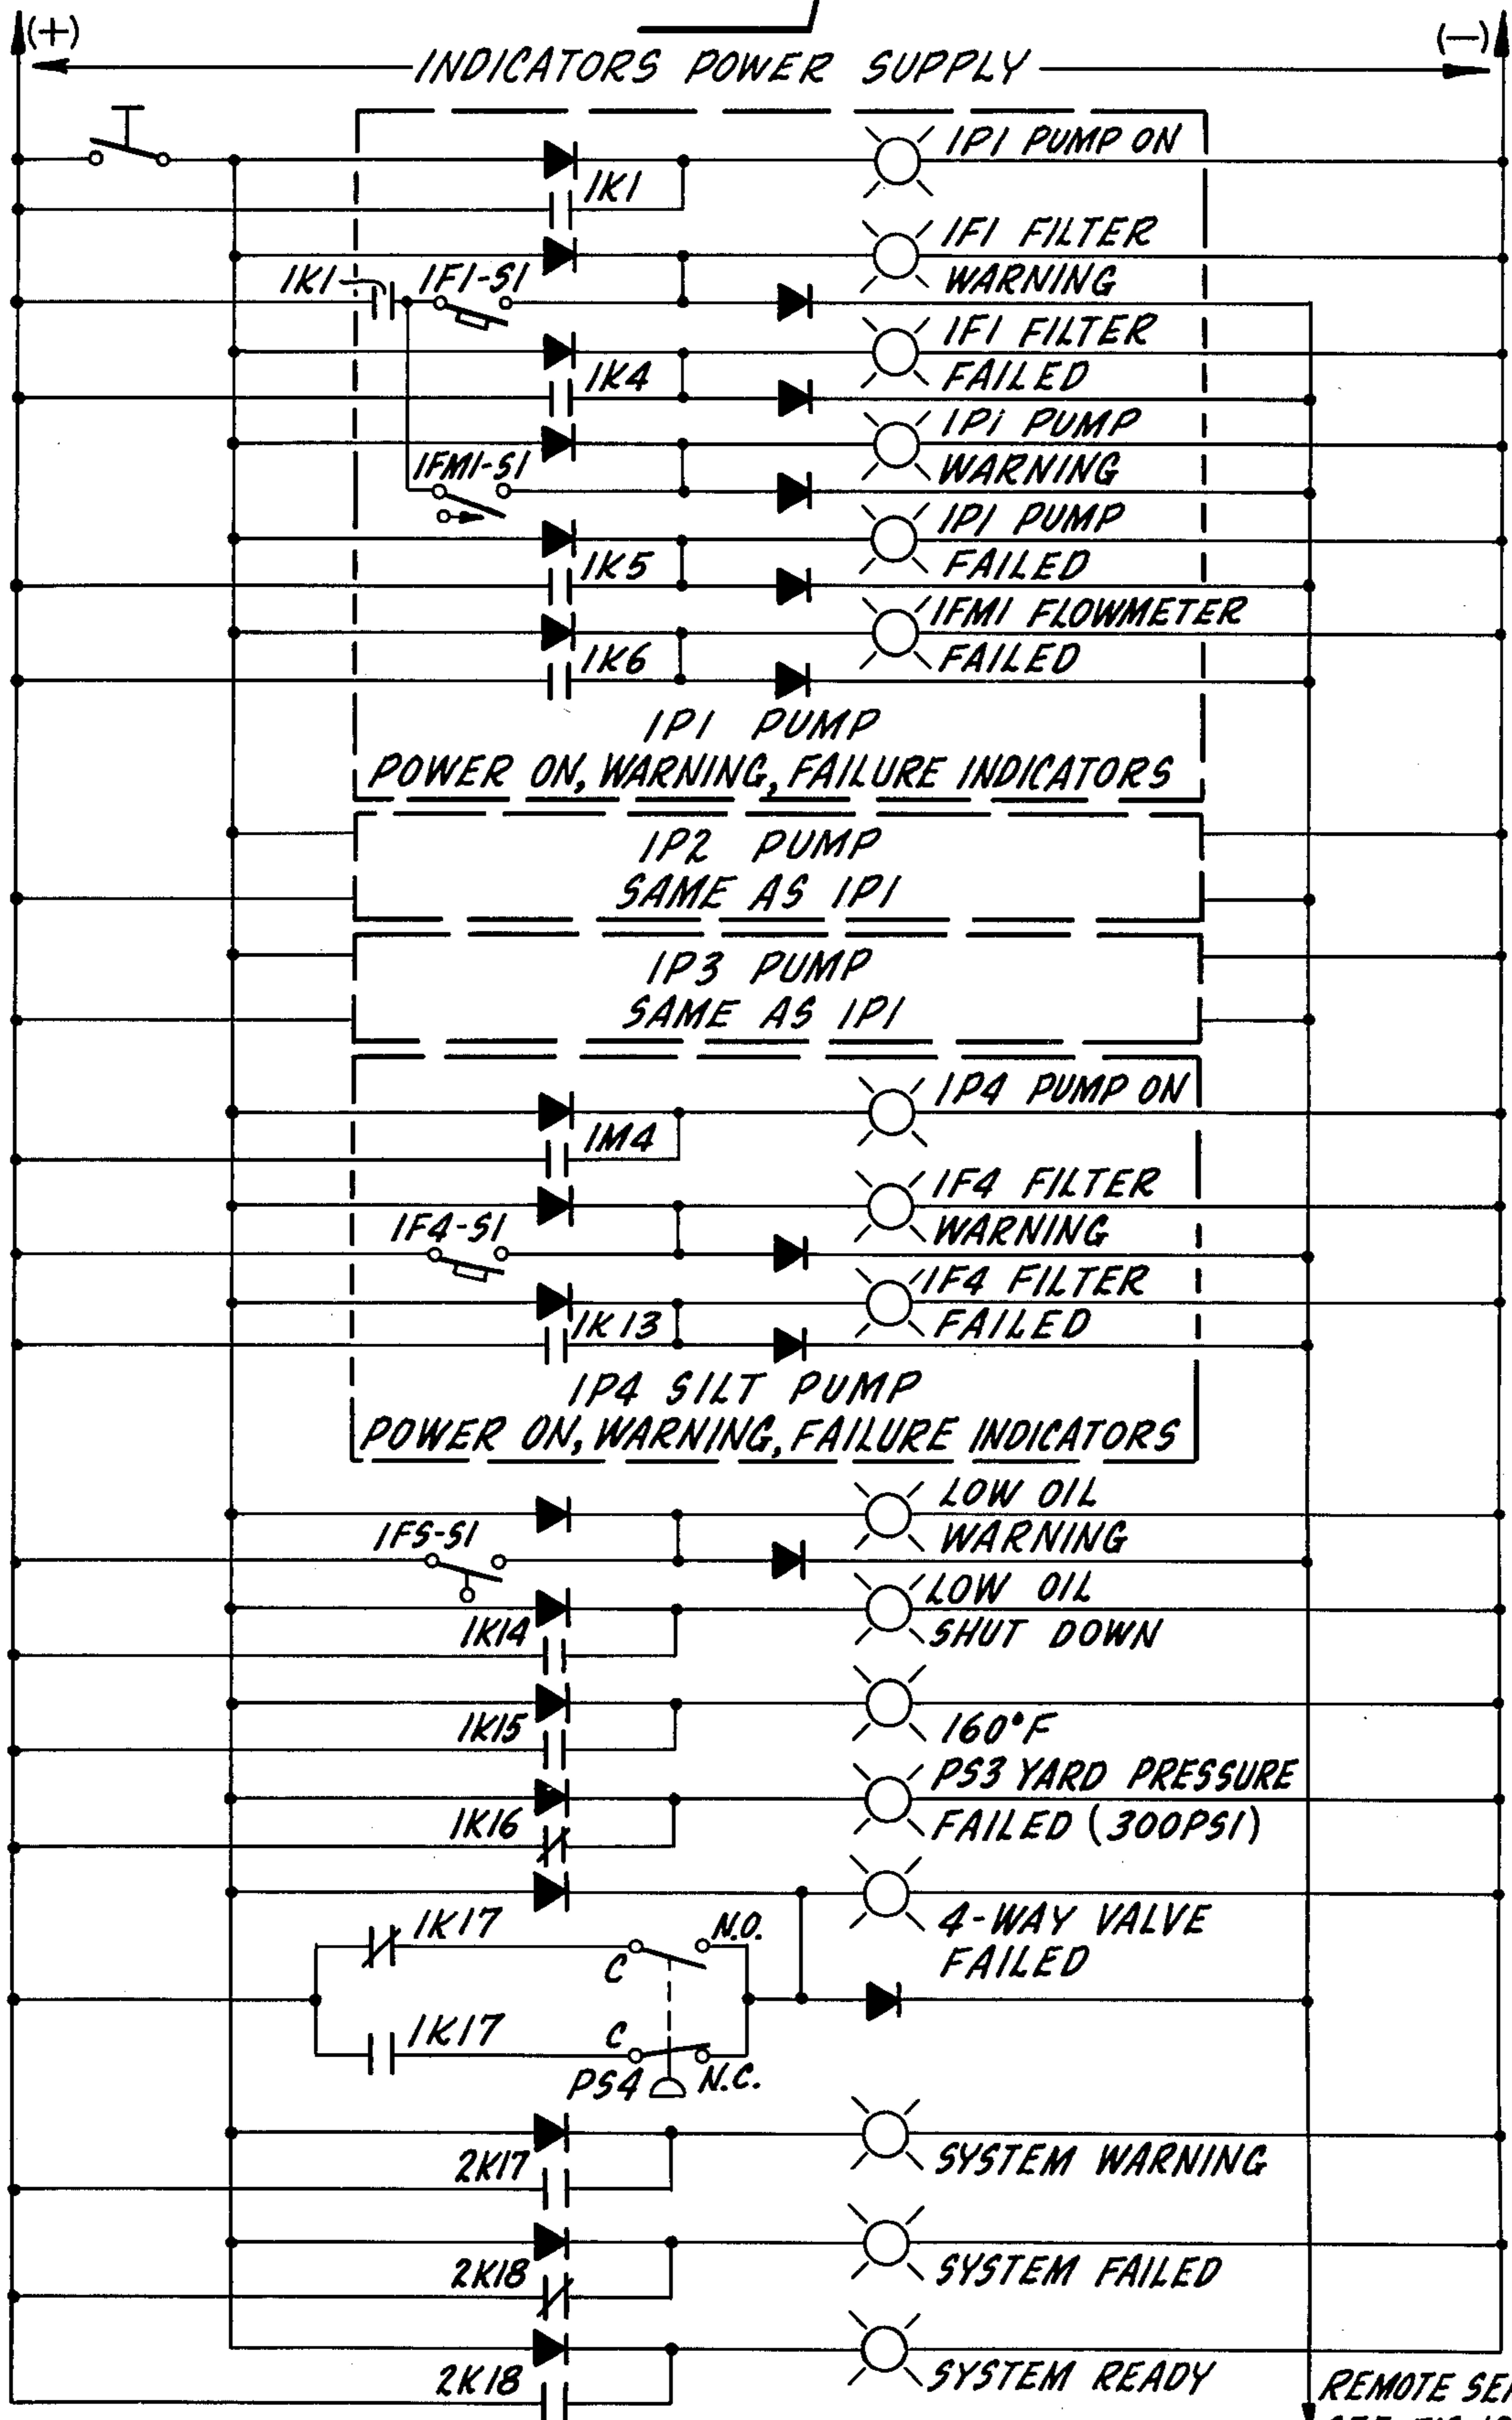 (+)
(—)
INDICATORS POWER SUPPLY
1P1 PUMP ON
1K1
1F1 FILTER
WARNING
1K1
1F1-S1
1F1 FILTER
FAILED
1K4
1P1 PUMP
WARNING
1FM1-S1
1P1 PUMP
FAILED
1K5
1FM1 FLOWMETER
FAILED
1K6
1P1 PUMP
POWER ON, WARNING, FAILURE INDICATORS
1P2 PUMP
SAME AS 1P1
1P3 PUMP
SAME AS 1P1
1P4 PUMP ON
1M4
1F4 FILTER
WARNING
1F4-S1
1F4 FILTER
FAILED
1K13
1P4 SILT PUMP
POWER ON, WARNING, FAILURE INDICATORS
LOW OIL
WARNING
1FS-S1
LOW OIL
SHUT DOWN
1K14
160°F
1K15
PS3 YARD PRESSURE
FAILED (300PSI)
1K16
4-WAY VALVE
FAILED
1K17
N.O.
C
1K17
C
PS4
N.C.
SYSTEM WARNING
2K17
SYSTEM FAILED
2K18
SYSTEM READY
2K18
REMOTE